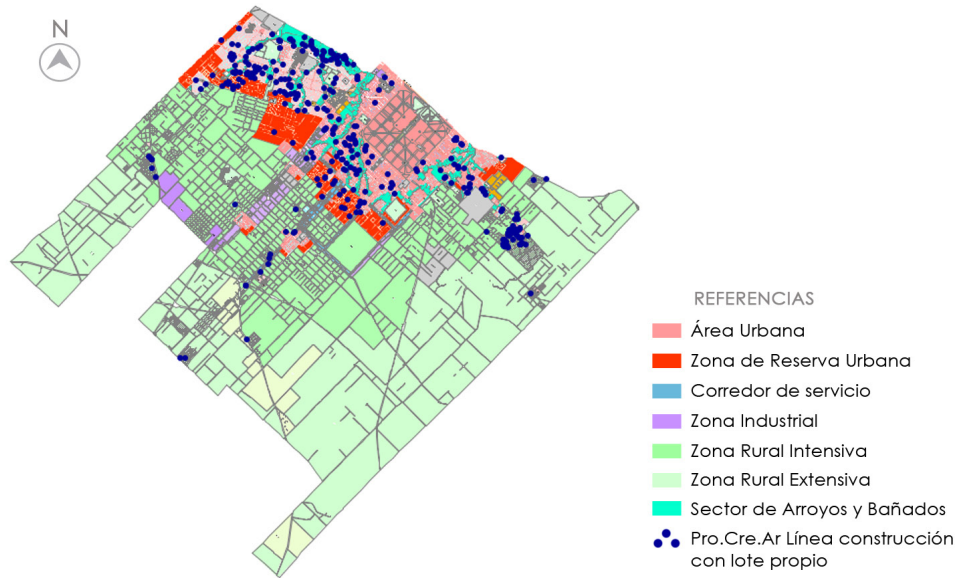 N
REFERENCIAS
Área Urbana
Zona de Reserva Urbana
Corredor de servicio
Zona Industrial
Zona Rural Intensiva
Zona Rural Extensiva
Sector de Arroyos y Bañados
Pro.Cre.Ar Línea construcción
con lote propio